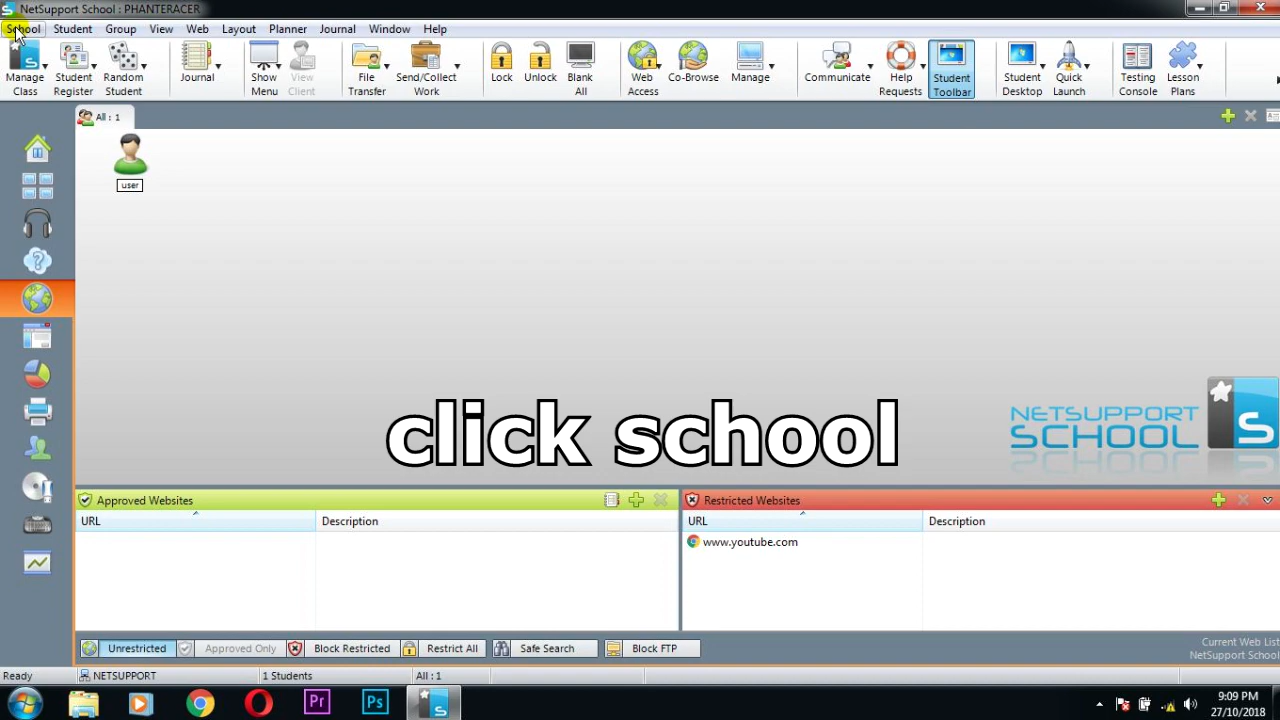 NetSupport School : PHANTERACER
School Student Group View Web Layout Planner Journal Window Help
Manage Class
Student Register
Random Student
Journal
Show Menu
View Client
File Transfer
Send/Collect Work
Lock
Unlock
Blank All
Web Access
Co-Browse
Manage
Communicate
Help Requests
Student Toolbar
Student Desktop
Quick Launch
Testing Console
Lesson Plans
All : 1
user
click school
NETSUPPORT
SCHOOL
Approved Websites
URL Description
Restricted Websites
URL Description
www.youtube.com
Unrestricted Approved Only Block Restricted Restrict All Safe Search Block FTP
Current Web List
NetSupport School
Ready NETSUPPORT 1 Students All : 1
Pr Ps
9:09 PM
27/10/2018